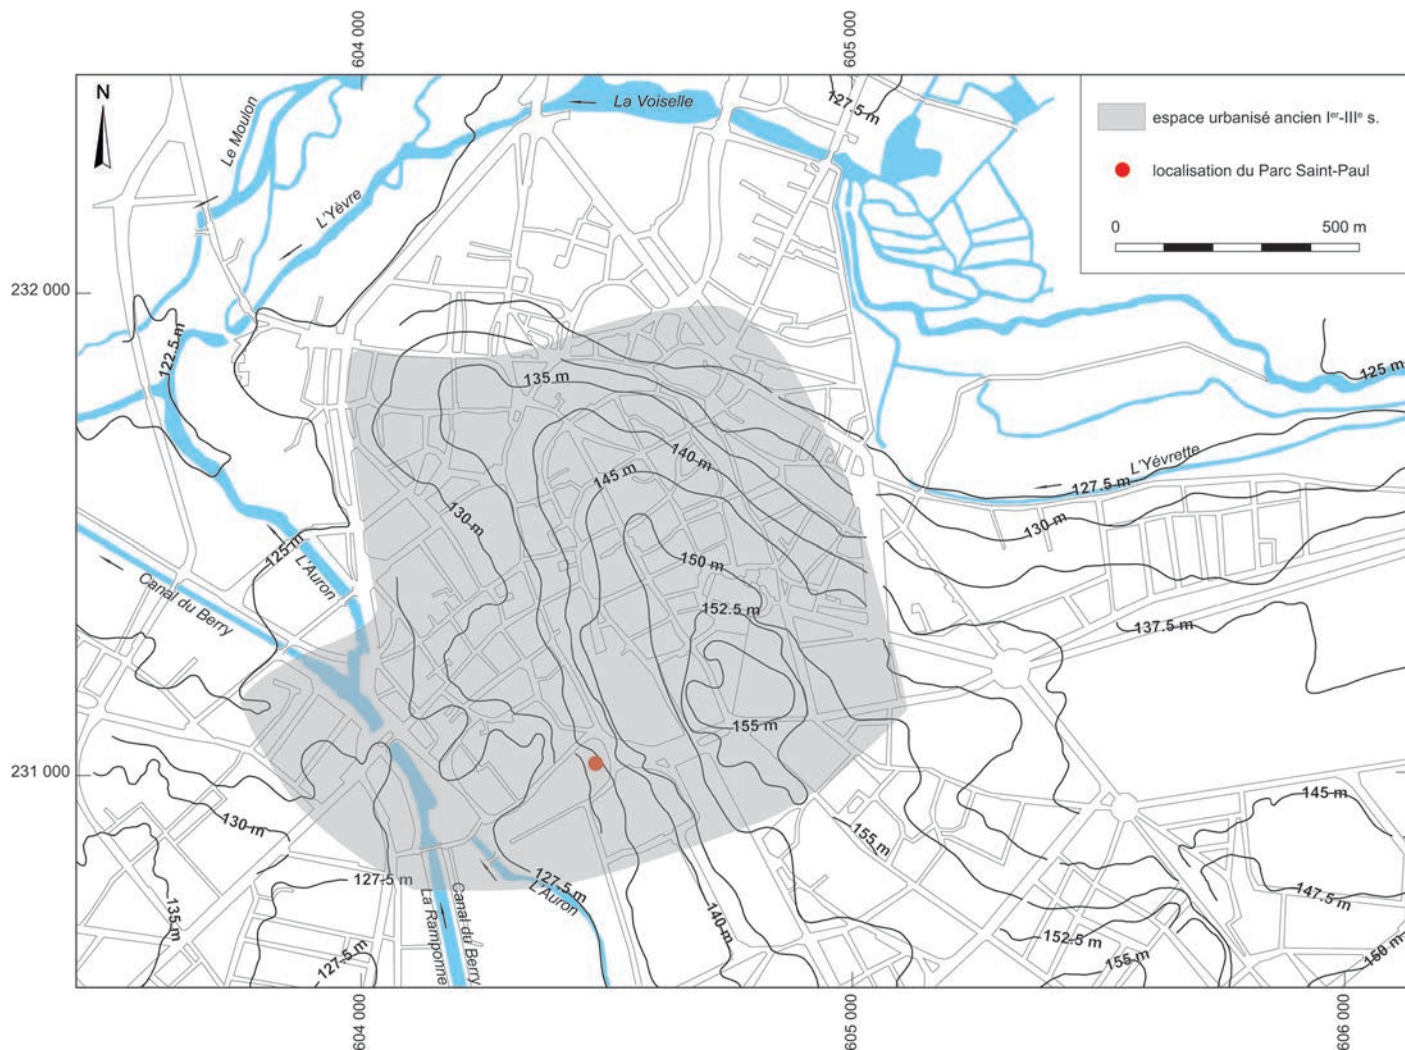 604 000
605 000
N
Le Moulon
La Voiselle
127.5 m
espace urbanisé ancien Iᵉʳ-IIIᵉ s.
localisation du Parc Saint-Paul
0
500 m
L'Yèvre
232 000
122.5 m
135 m
125 m
140 m
145 m
L'Yévrette
127.5 m
130 m
130 m
125 m
L'Auron
150 m
Canal du Berry
152.5 m
137.5 m
155 m
231 000
145 m
130 m
155 m
127.5 m
127.5 m
L'Auron
147.5 m
135 m
La Ramponne
Canal du Berry
140 m
152.5 m
150 m
127.5 m
155 m
604 000
605 000
606 000